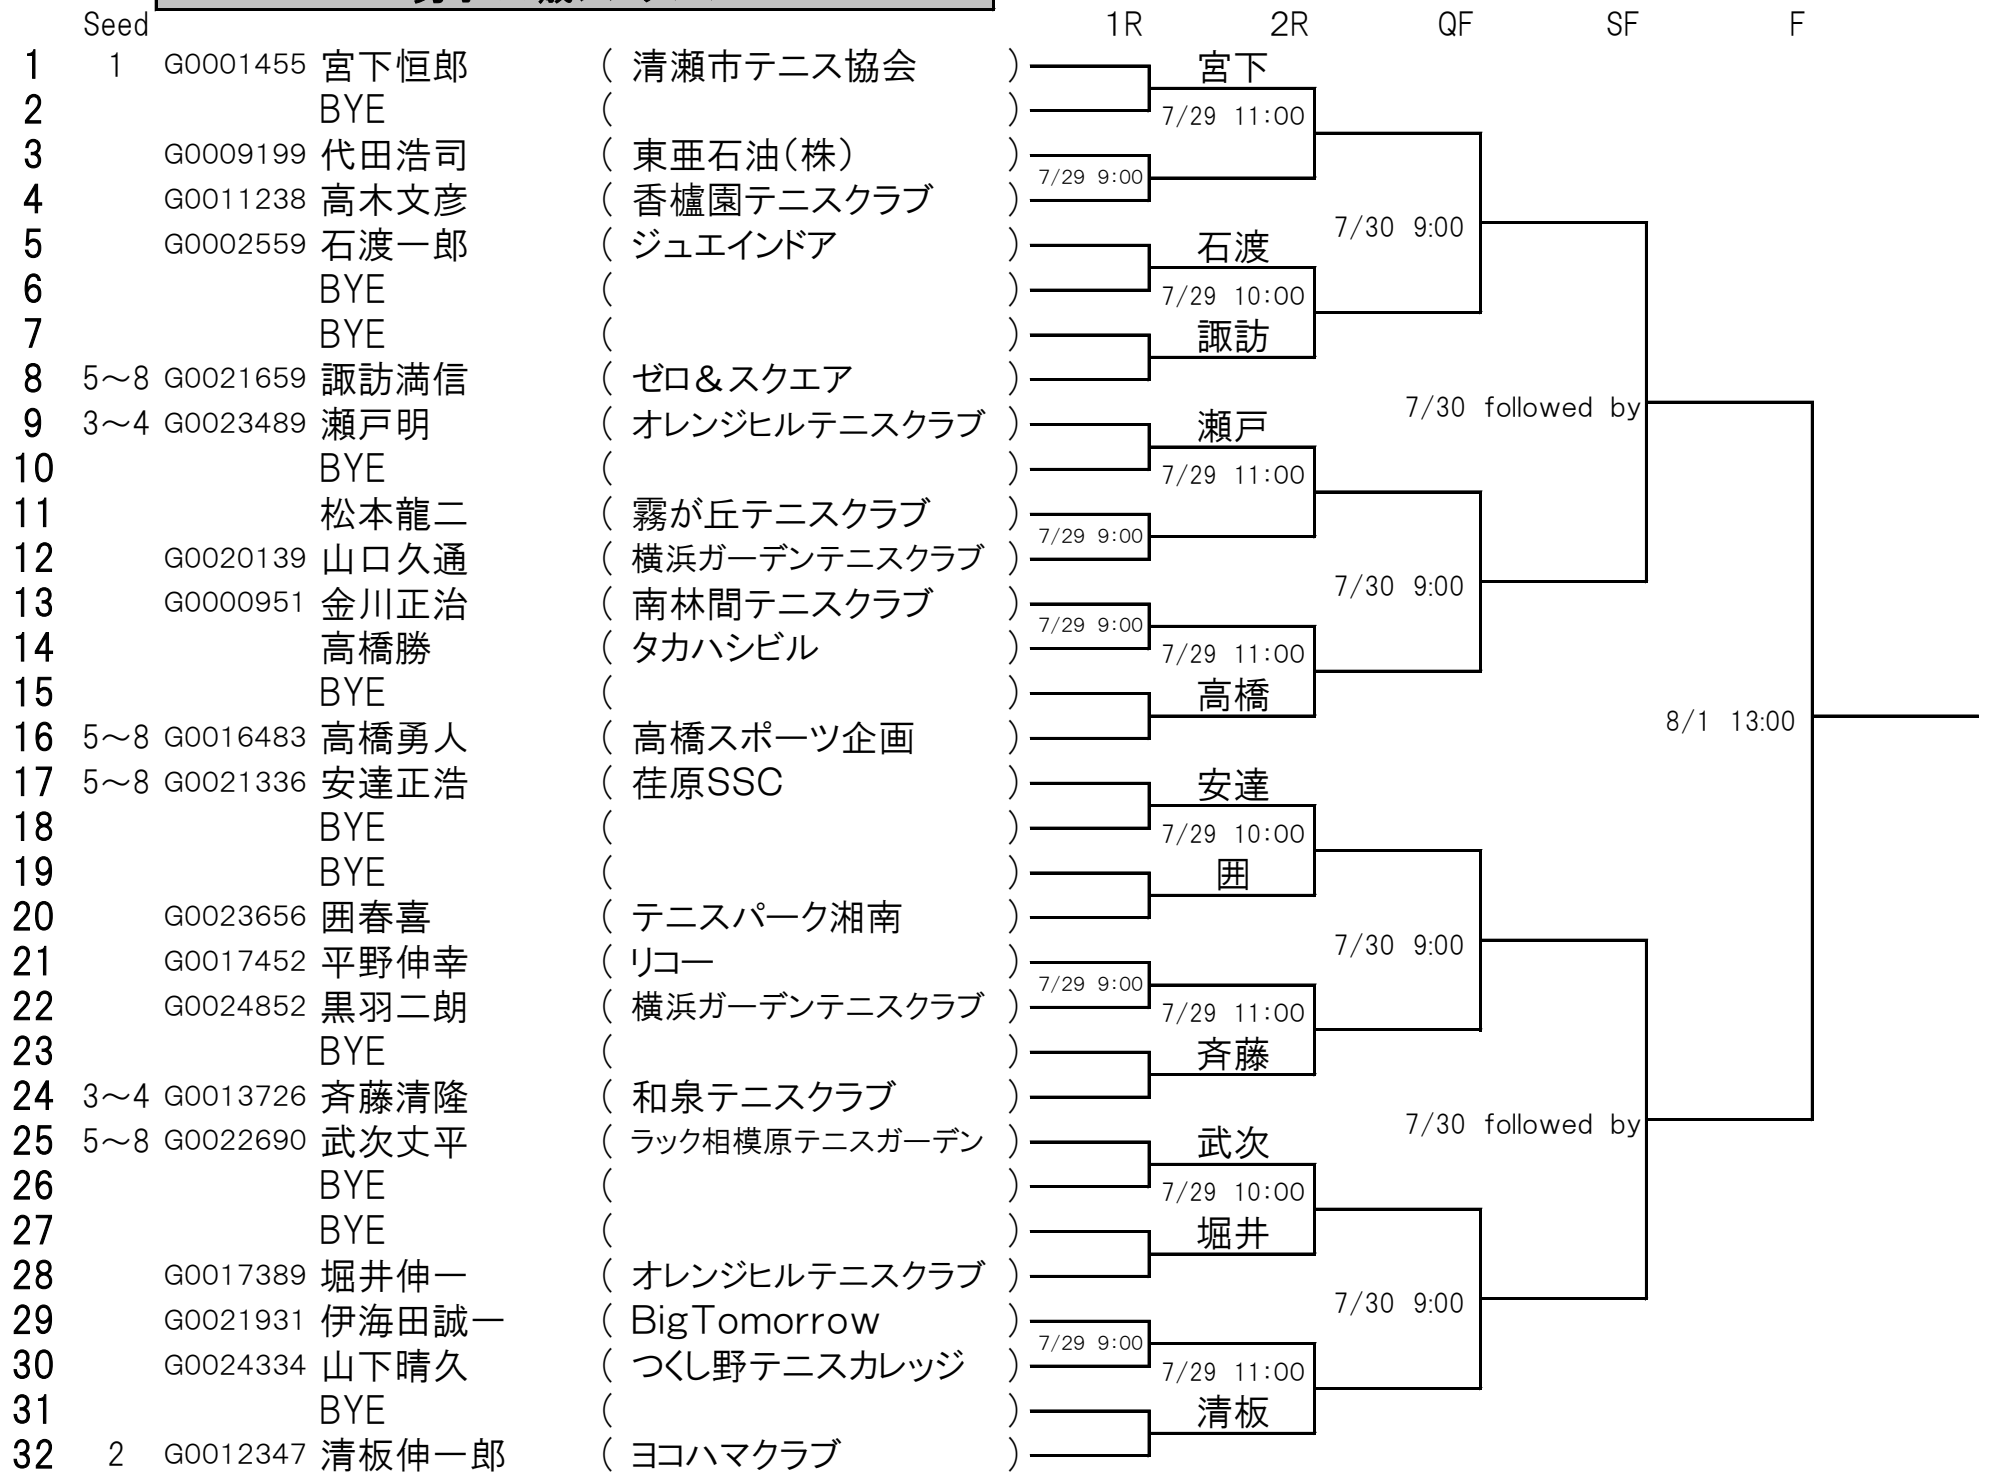 Seed 1R 2R QF SF F
1 1 G0001455 宮下恒郎 ( 清瀬市テニス協会 ) 宮下
2 BYE ( ) 7/29 11:00
3 G0009199 代田浩司 ( 東亜石油(株) )
7/29 9:00
4 G0011238 高木文彦 ( 香櫨園テニスクラブ )
7/30 9:00
5 G0002559 石渡一郎 ( ジュエインドア ) 石渡
6 BYE ( ) 7/29 10:00
7 BYE ( ) 諏訪
8 5～8 G0021659 諏訪満信 ( ゼロ＆スクエア )
7/30 followed by
9 3～4 G0023489 瀬戸明 ( オレンジヒルテニスクラブ ) 瀬戸
10 BYE ( ) 7/29 11:00
11 松本龍二 ( 霧が丘テニスクラブ )
7/29 9:00
12 G0020139 山口久通 ( 横浜ガーデンテニスクラブ )
7/30 9:00
13 G0000951 金川正治 ( 南林間テニスクラブ )
7/29 9:00
14 高橋勝 ( タカハシビル ) 7/29 11:00
15 BYE ( ) 高橋
8/1 13:00
16 5～8 G0016483 高橋勇人 ( 高橋スポーツ企画 )
17 5～8 G0021336 安達正浩 ( 荏原SSC ) 安達
18 BYE ( ) 7/29 10:00
19 BYE ( ) 囲
20 G0023656 囲春喜 ( テニスパーク湘南 )
7/30 9:00
21 G0017452 平野伸幸 ( リコー )
7/29 9:00
22 G0024852 黒羽二朗 ( 横浜ガーデンテニスクラブ ) 7/29 11:00
23 BYE ( ) 斉藤
24 3～4 G0013726 斉藤清隆 ( 和泉テニスクラブ )
7/30 followed by
25 5～8 G0022690 武次丈平 ( ラック相模原テニスガーデン ) 武次
26 BYE ( ) 7/29 10:00
27 BYE ( ) 堀井
28 G0017389 堀井伸一 ( オレンジヒルテニスクラブ )
7/30 9:00
29 G0021931 伊海田誠一 ( BigTomorrow )
7/29 9:00
30 G0024334 山下晴久 ( つくし野テニスカレッジ ) 7/29 11:00
31 BYE ( ) 清板
32 2 G0012347 清板伸一郎 ( ヨコハマクラブ )